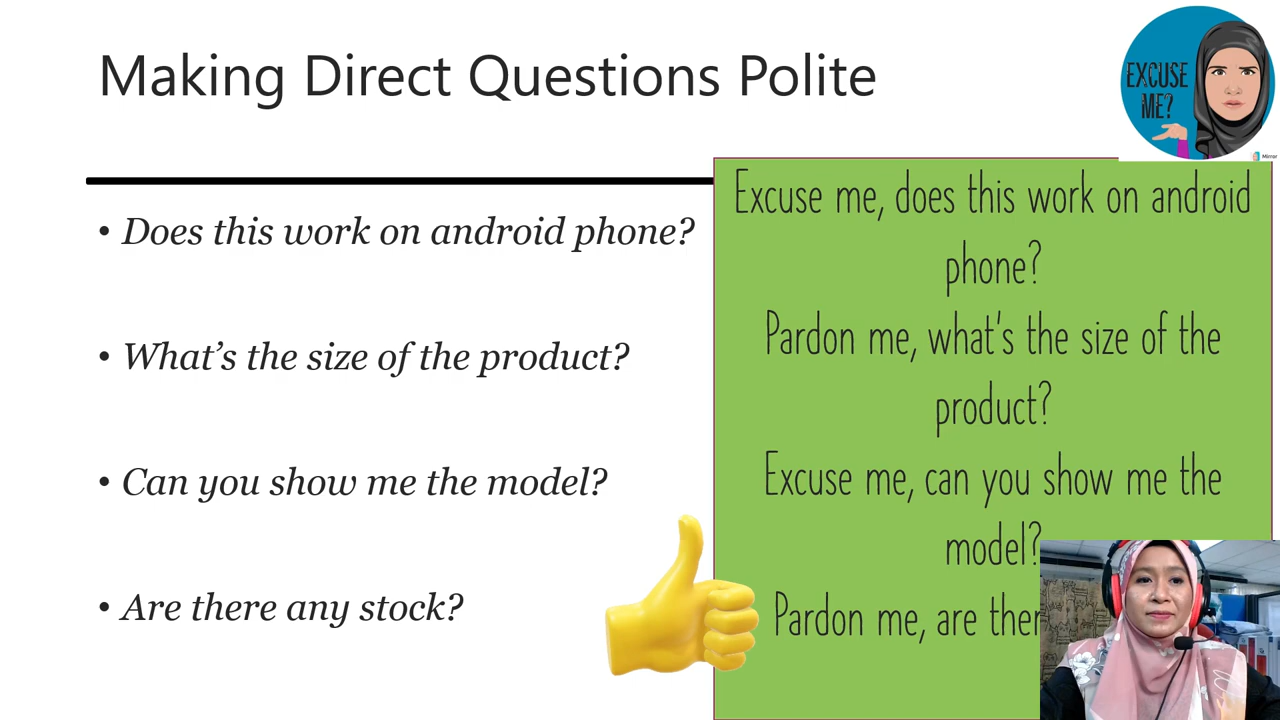 Making Direct Questions Polite
EXCUSE
ME?
Mirror
• Does this work on android phone?
• What's the size of the product?
• Can you show me the model?
• Are there any stock?
Excuse me, does this work on android
phone?
Pardon me, what's the size of the
product?
Excuse me, can you show me the
model?
Pardon me, are